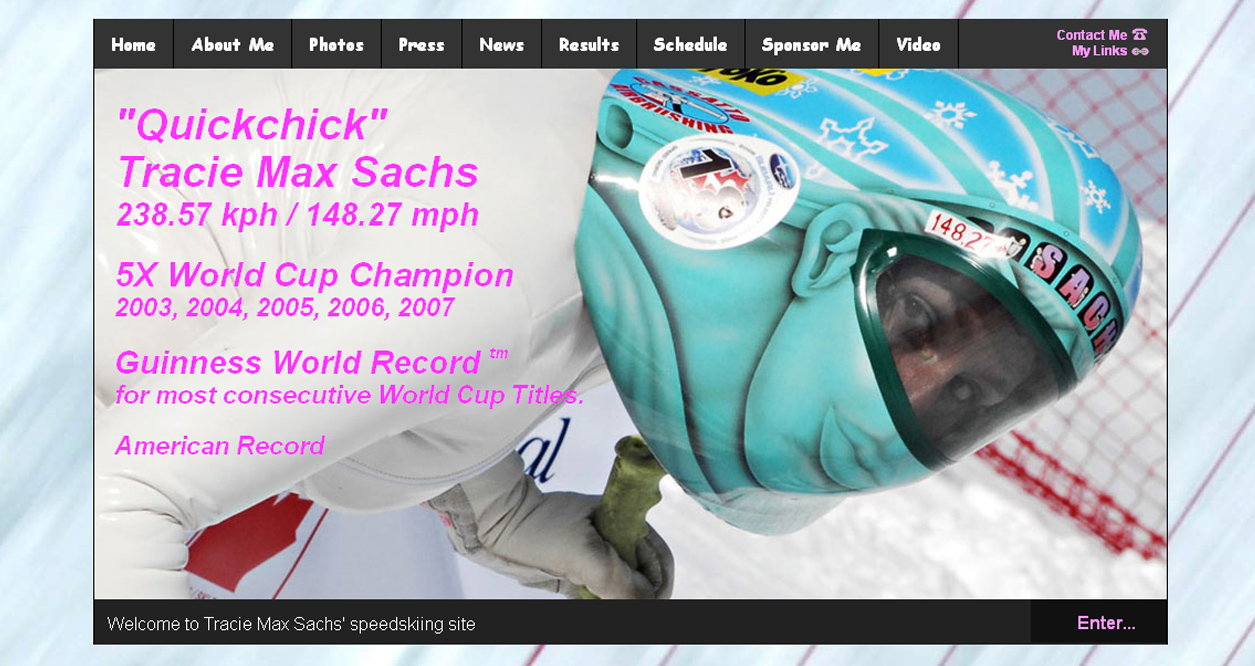 Home About Me Photos Press News Results Schedule Sponsor Me Video
Contact Me
My Links
"Quickchick"
Tracie Max Sachs
238.57 kph / 148.27 mph
5X World Cup Champion
2003, 2004, 2005, 2006, 2007
Guinness World Record tm
for most consecutive World Cup Titles.
American Record
AIRBRUSHING
148.27
SACHS
Welcome to Tracie Max Sachs' speedskiing site
Enter...